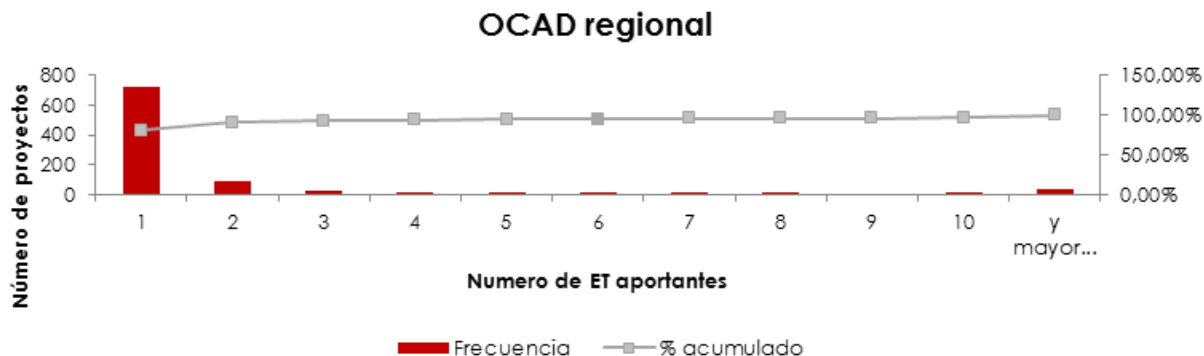 OCAD regional
Número de proyectos
800
600
400
200
0
150,00%
100,00%
50,00%
0,00%
1 2 3 4 5 6 7 8 9 10 y mayor...
Numero de ET aportantes
Frecuencia % acumulado